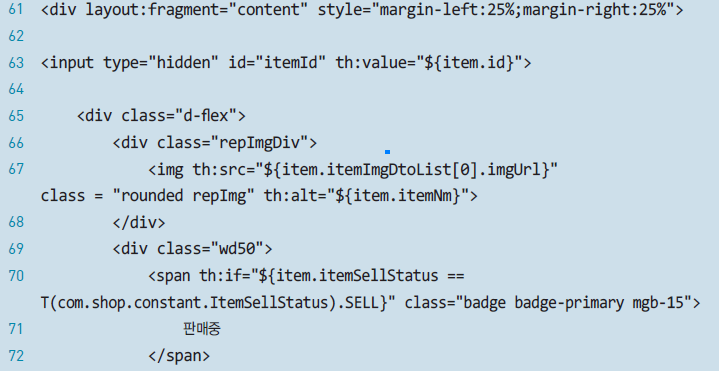 61 <div layout:fragment="content" style="margin-left:25%;margin-right:25%">
62
63 <input type="hidden" id="itemId" th:value="${item.id}">
64
65     <div class="d-flex">
66         <div class="repImgDiv">
67             <img th:src="${item.itemImgDtoList[0].imgUrl}"
class = "rounded repImg" th:alt="${item.itemNm}">
68         </div>
69         <div class="wd50">
70             <span th:if="${item.itemSellStatus ==
T(com.shop.constant.ItemSellStatus).SELL}" class="badge badge-primary mgb-15">
71                 판매중
72             </span>